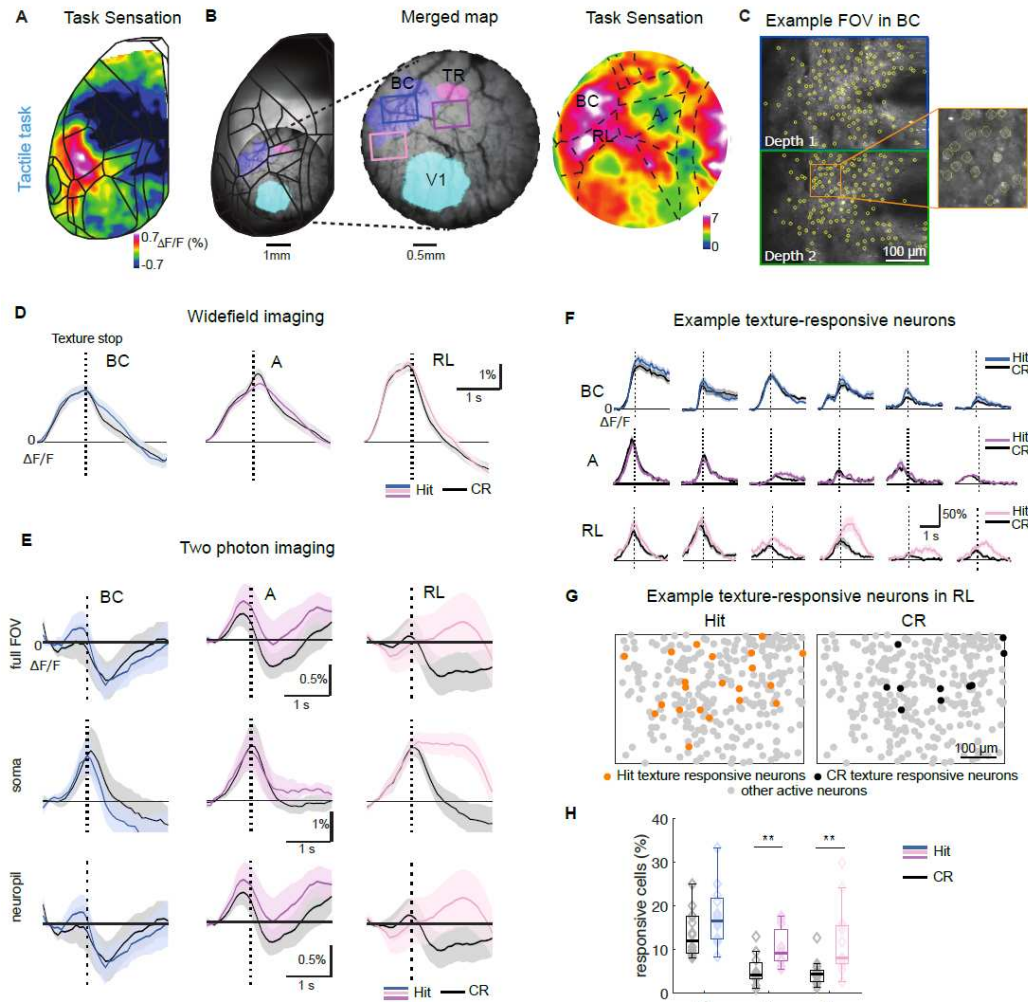 A Task Sensation
Tactile task
0.7
ΔF/F (%)
-0.7
B Merged map
1mm
BC
TR
V1
0.5mm
Task Sensation
BC
RL
A
7
0
C Example FOV in BC
Depth 1
Depth 2
100 µm
D Widefield imaging
Texture stop
BC
A
RL
1%
1 s
0
ΔF/F
Hit
CR
E Two photon imaging
BC
A
RL
full FOV
0
ΔF/F
0.5%
1 s
soma
1%
1 s
neuropil
0.5%
1 s
F Example texture-responsive neurons
BC
0
ΔF/F
Hit
CR
A
Hit
CR
RL
50%
1 s
Hit
CR
G Example texture-responsive neurons in RL
Hit
CR
100 µm
Hit texture responsive neurons
CR texture responsive neurons
other active neurons
H
responsive cells (%)
40
30
20
10
0
**
**
Hit
CR